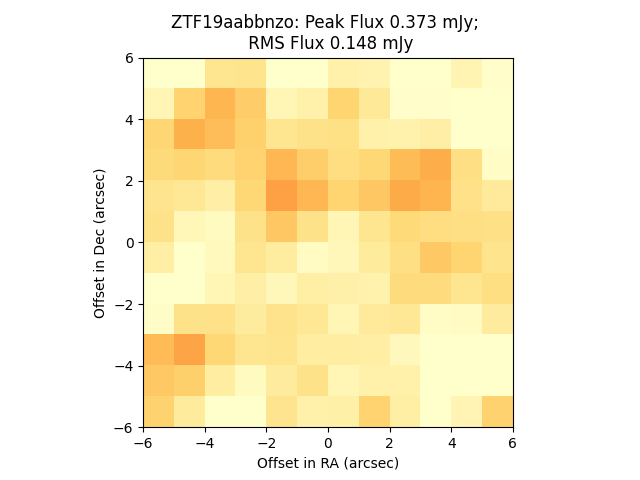 ZTF19aabbnzo: Peak Flux 0.373 mJy;
RMS Flux 0.148 mJy
6
4
2
0
−2
−4
−6
Offset in Dec (arcsec)
−6 −4 −2 0 2 4 6
Offset in RA (arcsec)